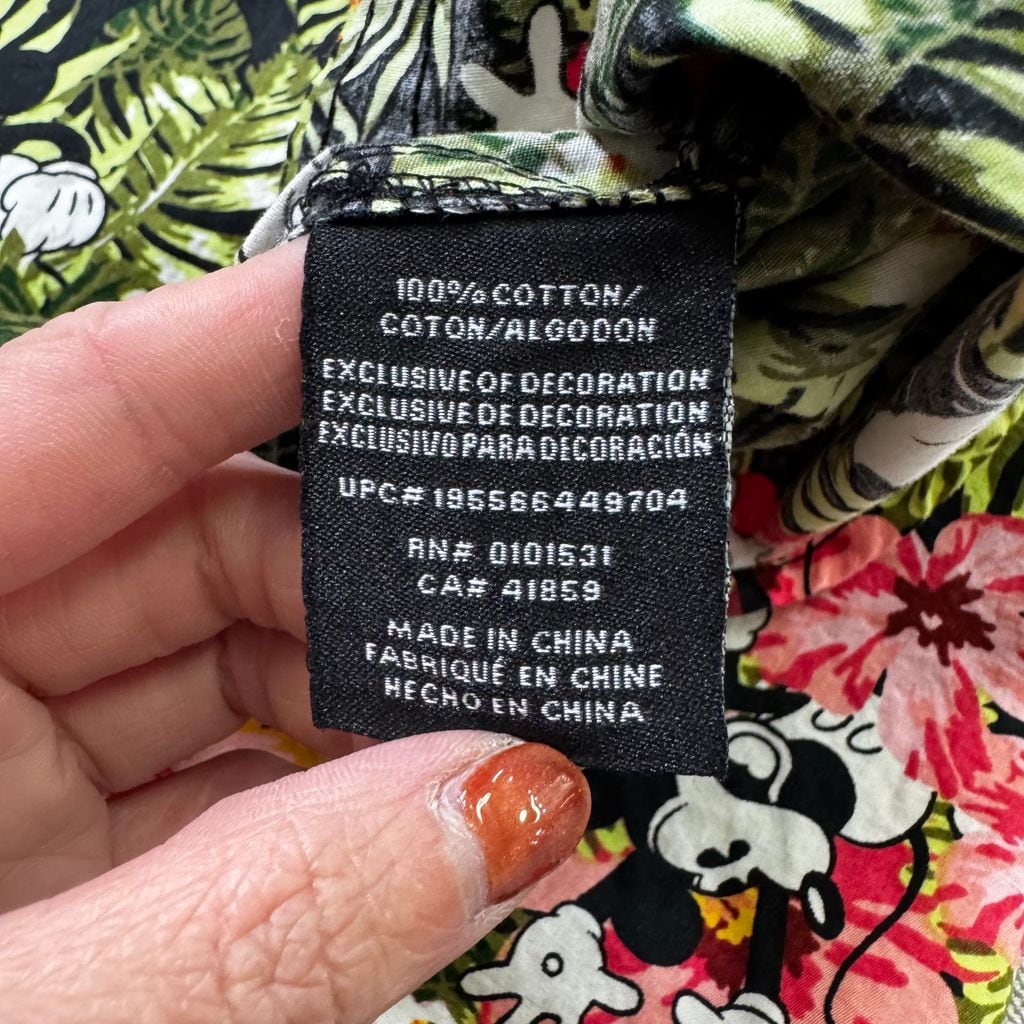 100% COTTON/
COTON/ALGODON
EXCLUSIVE OF DECORATION
EXCLUSIVE DE DECORATION
EXCLUSIVO PARA DECORACIÓN
UPC# 195566449704
RN# 0101531
CA# 41859
MADE IN CHINA
FABRIQUÉ EN CHINE
HECHO EN CHINA